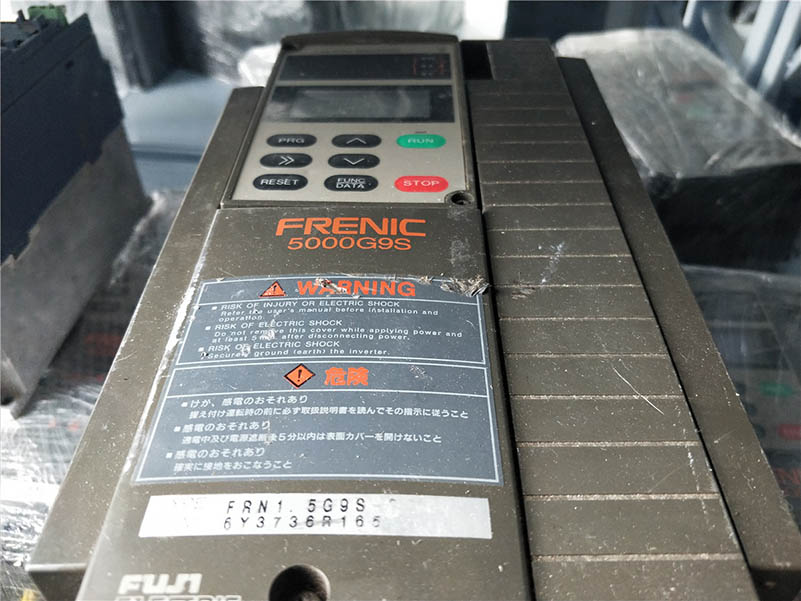 PRG
RUN
RESET
FUNC
DATA
STOP
FRENIC
5000G9S
WARNING
■ RISK OF INJURY OR ELECTRIC SHOCK
Refer to the user's manual before installation and
operation.
■ RISK OF ELECTRIC SHOCK
Do not remove this cover while applying power and
at least 5 min. after disconnecting power.
■ RISK OF ELECTRIC SHOCK
Securely ground (earth) the inverter.
危険
■けが、感電のおそれあり
据え付け運転時の前に必ず取扱説明書を読んでその指示に従うこと
■感電のおそれあり
通電中及び電源遮断後5分以内は表面カバーを開けないこと
■感電のおそれあり
確実に接地をおこなうこと
FRN1.5G9S
6Y3736R166
FUJI
ELECTRIC